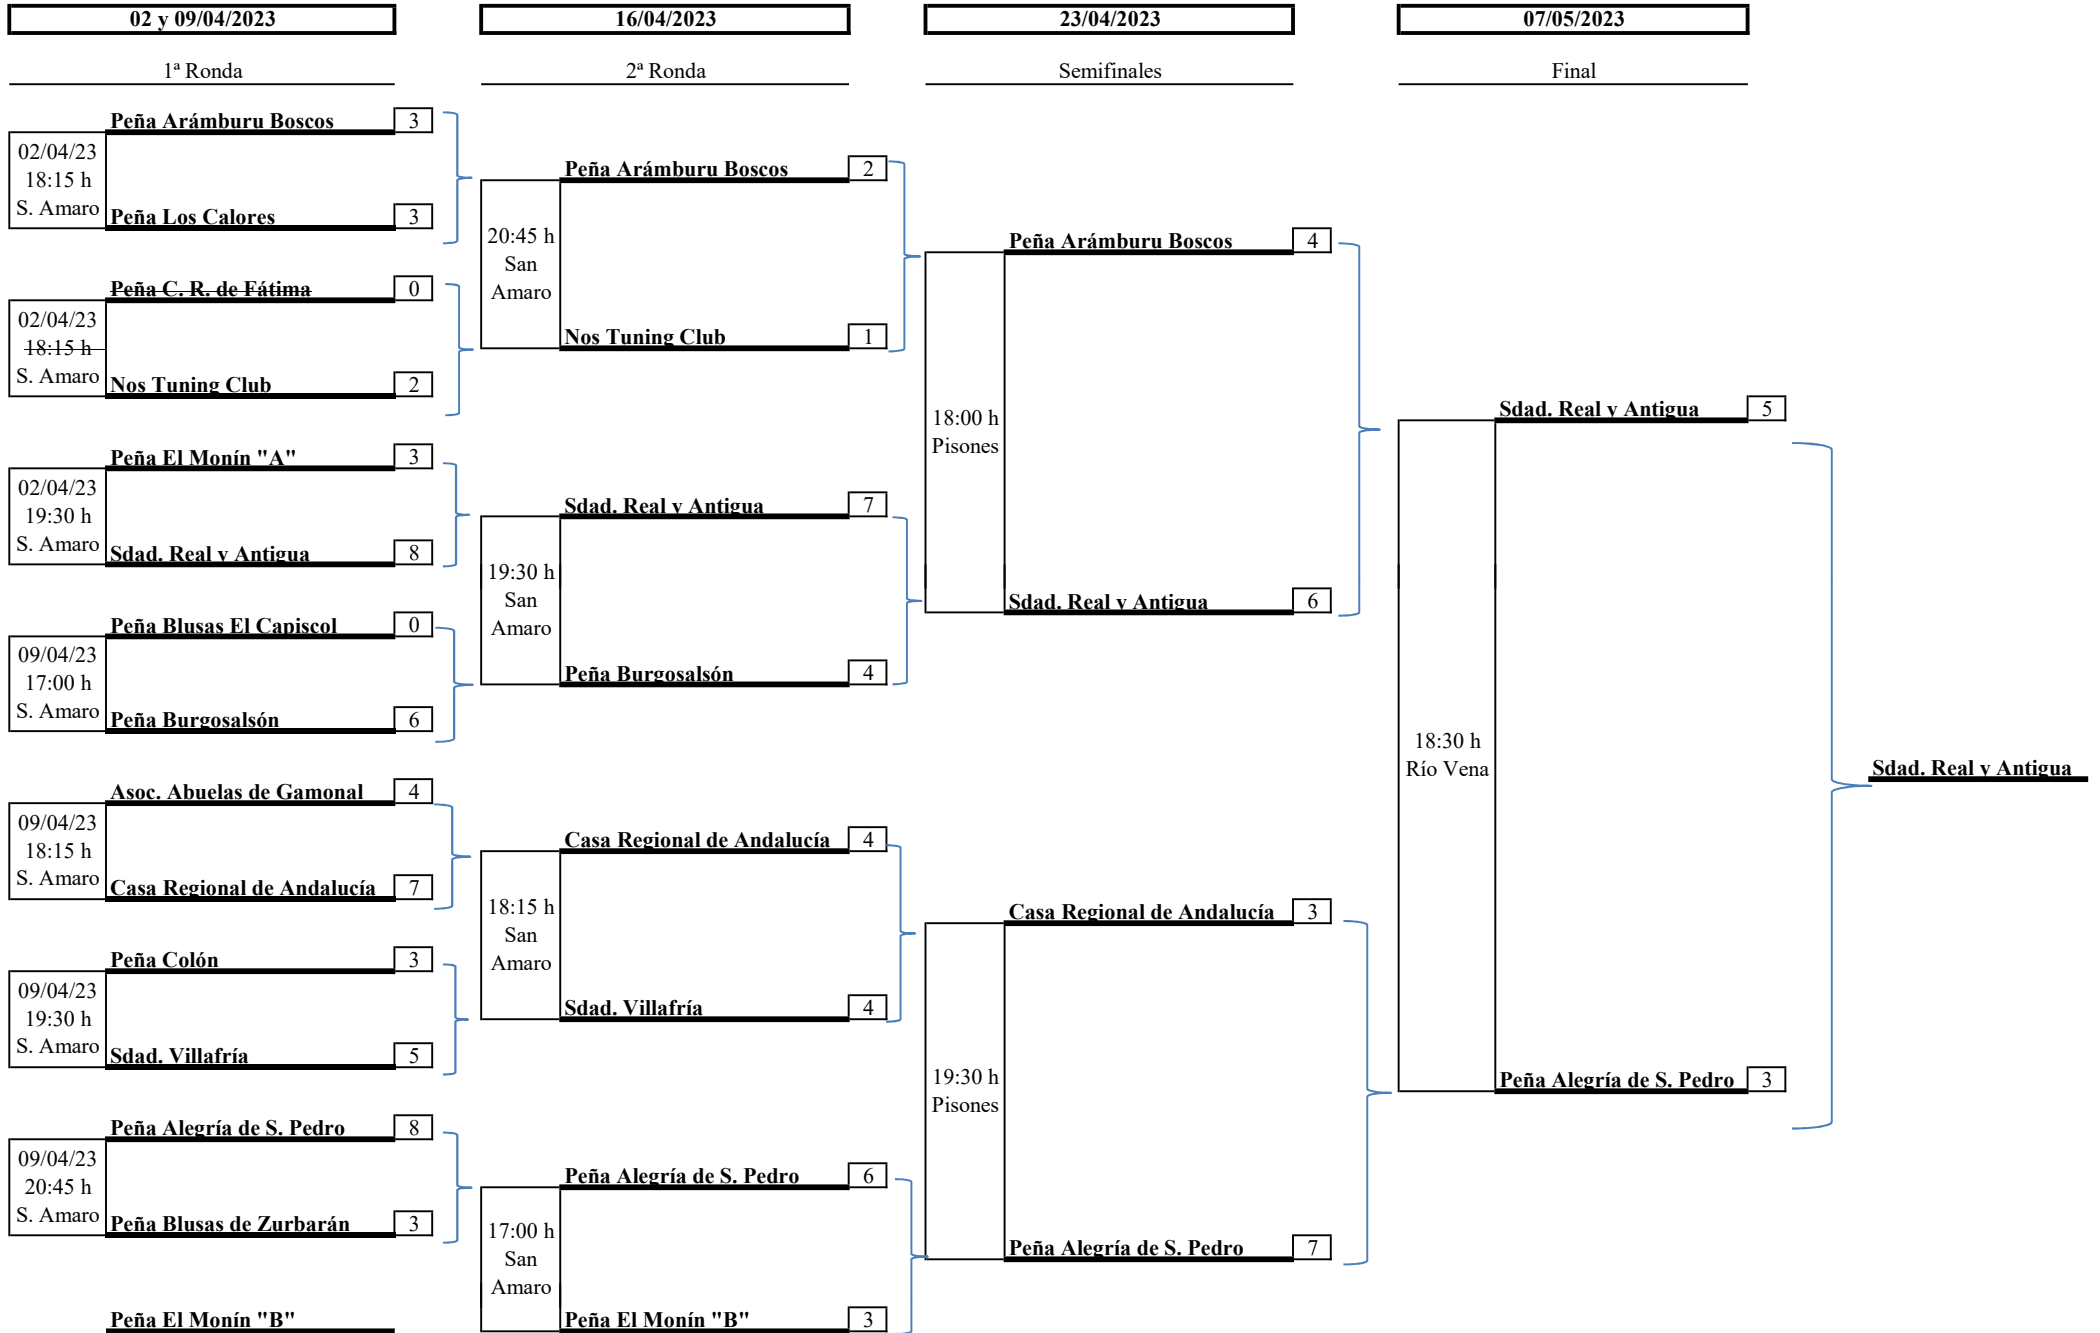 02 y 09/04/2023
16/04/2023
23/04/2023
07/05/2023
1ª Ronda
2ª Ronda
Semifinales
Final
Peña Arámburu Boscos 3
02/04/23
18:15 h
S. Amaro
Peña Los Calores 3
Peña C. R. de Fátima 0
02/04/23
18:15 h
S. Amaro
Nos Tuning Club 2
Peña El Monín "A" 3
02/04/23
19:30 h
S. Amaro
Sdad. Real y Antigua 8
Peña Blusas El Capiscol 0
09/04/23
17:00 h
S. Amaro
Peña Burgosalsón 6
Asoc. Abuelas de Gamonal 4
09/04/23
18:15 h
S. Amaro
Casa Regional de Andalucía 7
Peña Colón 3
09/04/23
19:30 h
S. Amaro
Sdad. Villafría 5
Peña Alegría de S. Pedro 8
09/04/23
20:45 h
S. Amaro
Peña Blusas de Zurbarán 3
Peña El Monín "B"
Peña Arámburu Boscos 2
20:45 h
San
Amaro
Nos Tuning Club 1
Sdad. Real y Antigua 7
19:30 h
San
Amaro
Peña Burgosalsón 4
Casa Regional de Andalucía 4
18:15 h
San
Amaro
Sdad. Villafría 4
Peña Alegría de S. Pedro 6
17:00 h
San
Amaro
Peña El Monín "B" 3
Peña Arámburu Boscos 4
18:00 h
Pisones
Sdad. Real y Antigua 6
Casa Regional de Andalucía 3
19:30 h
Pisones
Peña Alegría de S. Pedro 7
Sdad. Real y Antigua 5
18:30 h
Río Vena
Peña Alegría de S. Pedro 3
Sdad. Real y Antigua